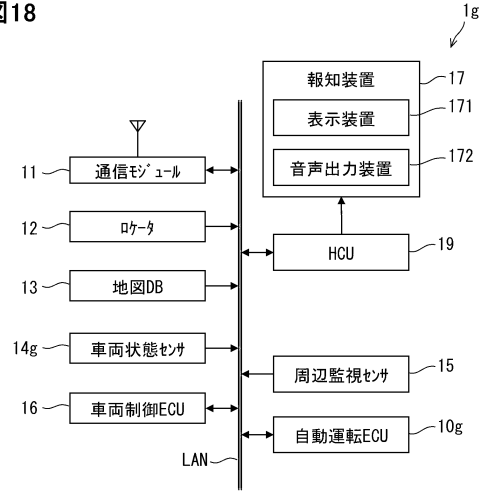 図18
1g
報知装置
17
表示装置
171
音声出力装置
172
11
通信ﾓｼﾞｭｰﾙ
12
ﾛｹｰﾀ
HCU
19
13
地図DB
14g
車両状態ｾﾝｻ
周辺監視ｾﾝｻ
15
16
車両制御ECU
自動運転ECU
10g
LAN